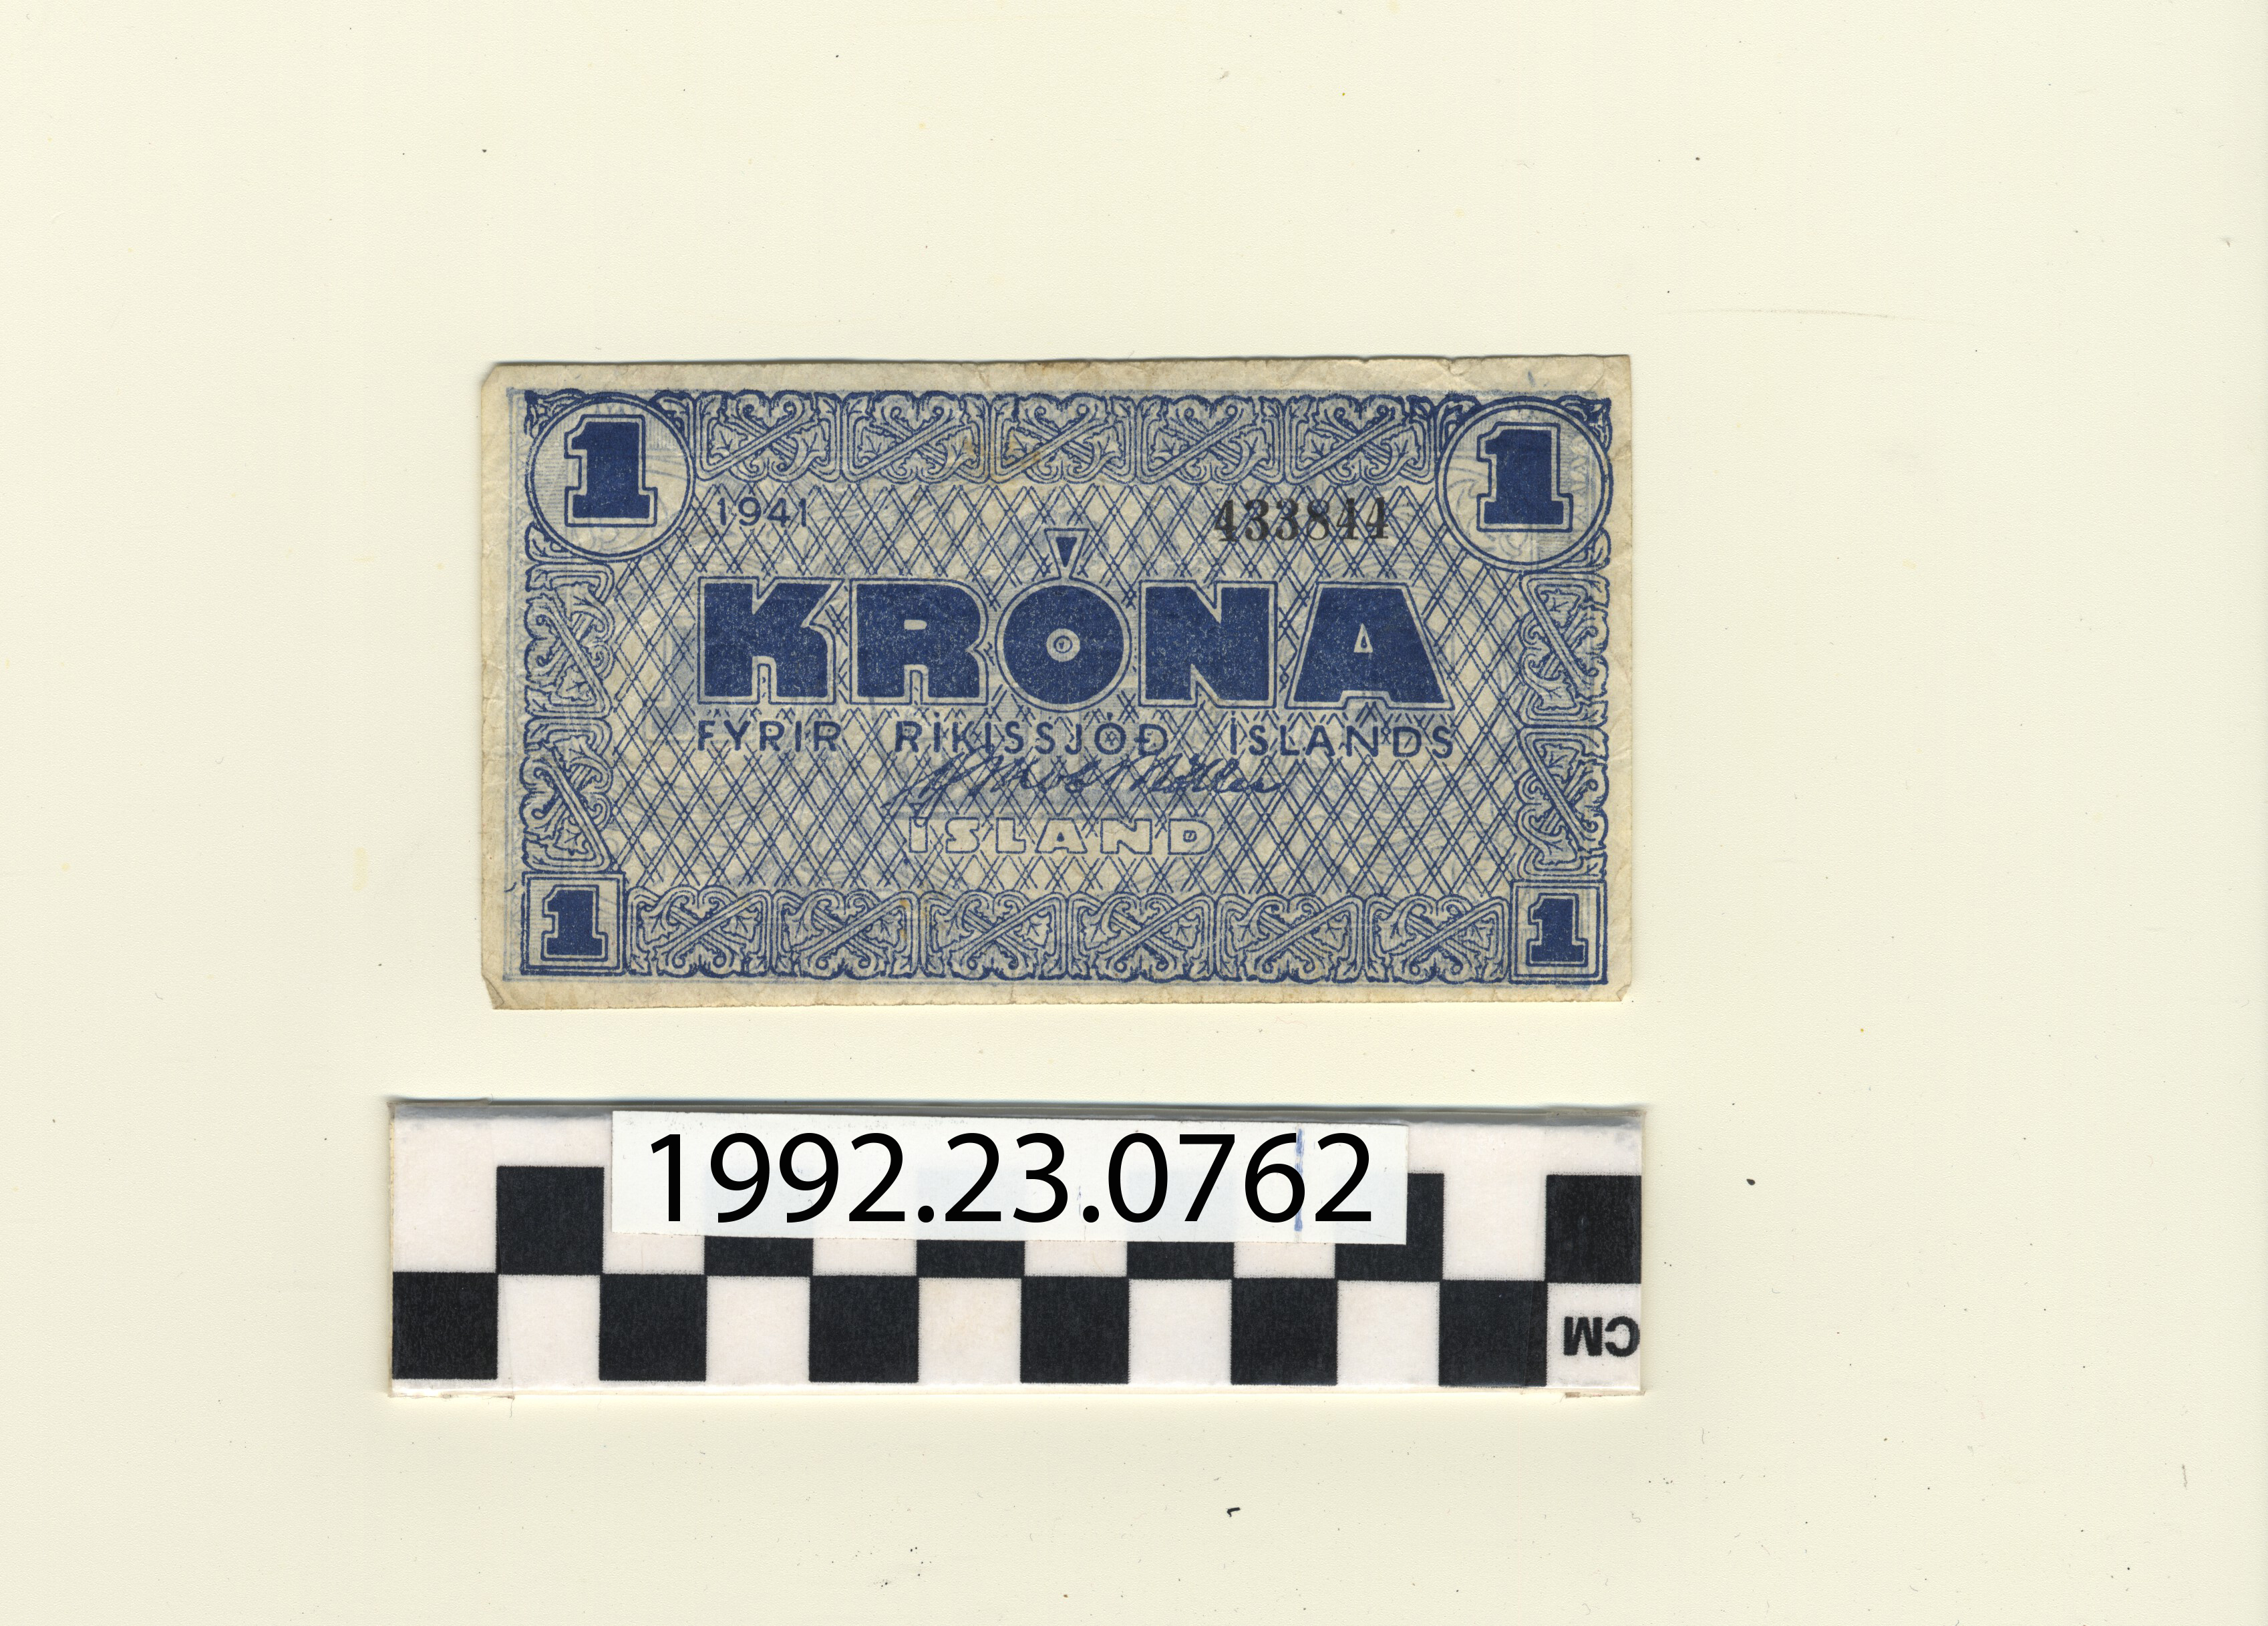 1 1
1941 433844
KRÓNA
FYRIR RÍKISSJÓÐ ÍSLANDS
ÍSLAND
1 1
1992.23.0762
CM